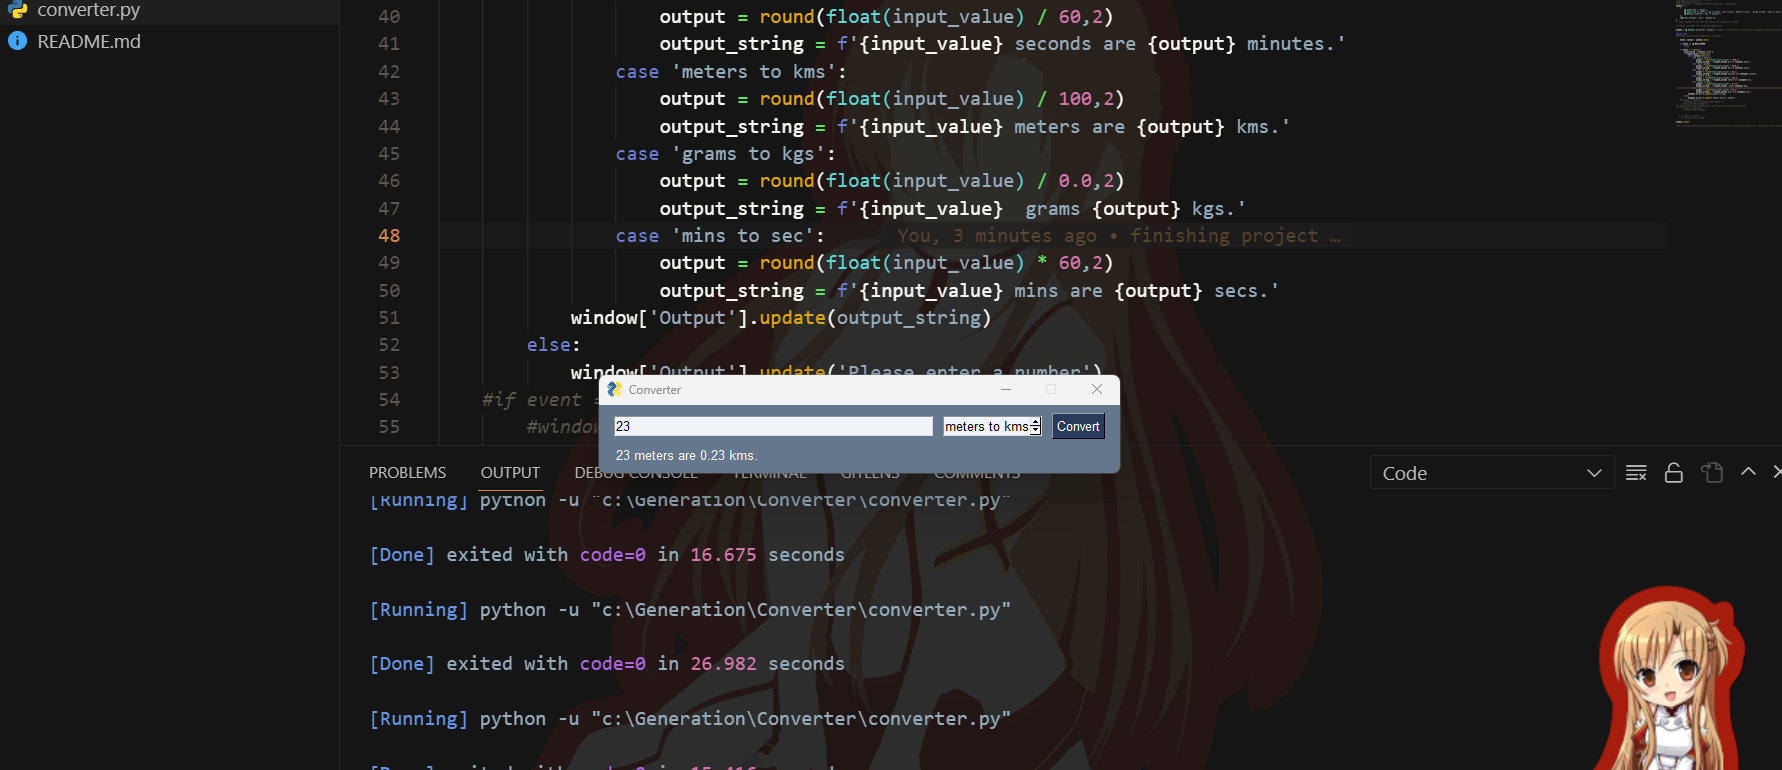 converter.py
README.md
40 output = round(float(input_value) / 60,2)
41 output_string = f'{input_value} seconds are {output} minutes.'
42 case 'meters to kms':
43 output = round(float(input_value) / 100,2)
44 output_string = f'{input_value} meters are {output} kms.'
45 case 'grams to kgs':
46 output = round(float(input_value) / 0.0,2)
47 output_string = f'{input_value}  grams {output} kgs.'
48 case 'mins to sec': You, 3 minutes ago • finishing project …
49 output = round(float(input_value) * 60,2)
50 output_string = f'{input_value} mins are {output} secs.'
51 window['Output'].update(output_string)
52 else:
53 window['Output'].update('Please enter a number')
54 #if event =
55 #window
Converter
23 meters to kms Convert
23 meters are 0.23 kms.
PROBLEMS OUTPUT DEBUG CONSOLE TERMINAL GITLENS COMMENTS Code
[Running] python -u "c:\Generation\Converter\converter.py"
[Done] exited with code=0 in 16.675 seconds
[Running] python -u "c:\Generation\Converter\converter.py"
[Done] exited with code=0 in 26.982 seconds
[Running] python -u "c:\Generation\Converter\converter.py"